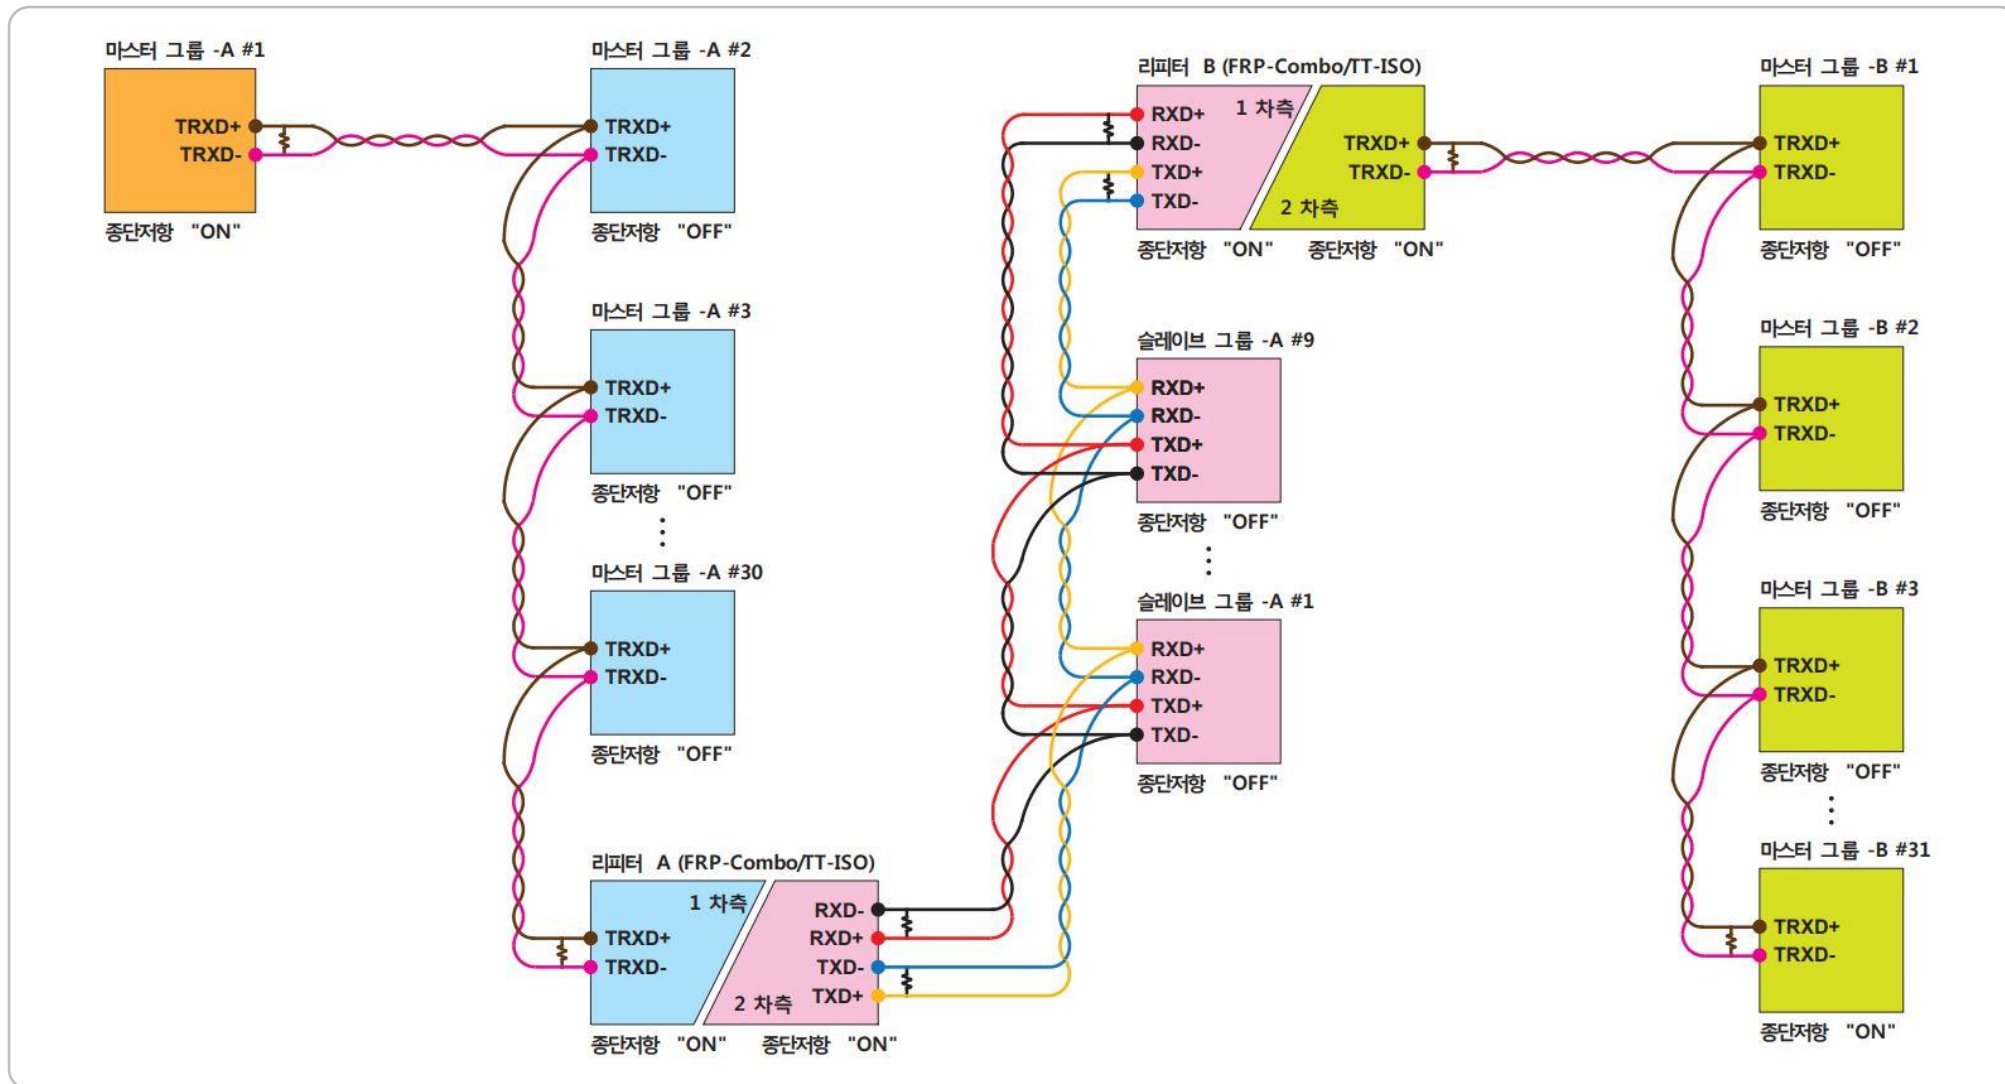 마스터 그룹 -A #1
TRXD+
TRXD-
종단저항 "ON"
마스터 그룹 -A #2
TRXD+
TRXD-
종단저항 "OFF"
마스터 그룹 -A #3
TRXD+
TRXD-
종단저항 "OFF"
마스터 그룹 -A #30
TRXD+
TRXD-
종단저항 "OFF"
리피터 A (FRP-Combo/TT-ISO)
1 차측
TRXD+
TRXD-
2 차측
RXD-
RXD+
TXD-
TXD+
종단저항 "ON" 종단저항 "ON"
리피터 B (FRP-Combo/TT-ISO)
1 차측
RXD+
RXD-
TXD+
TXD-
TRXD+
TRXD-
2 차측
종단저항 "ON" 종단저항 "ON"
슬레이브 그룹 -A #9
RXD+
RXD-
TXD+
TXD-
종단저항 "OFF"
슬레이브 그룹 -A #1
RXD+
RXD-
TXD+
TXD-
종단저항 "OFF"
마스터 그룹 -B #1
TRXD+
TRXD-
종단저항 "OFF"
마스터 그룹 -B #2
TRXD+
TRXD-
종단저항 "OFF"
마스터 그룹 -B #3
TRXD+
TRXD-
종단저항 "OFF"
마스터 그룹 -B #31
TRXD+
TRXD-
종단저항 "ON"